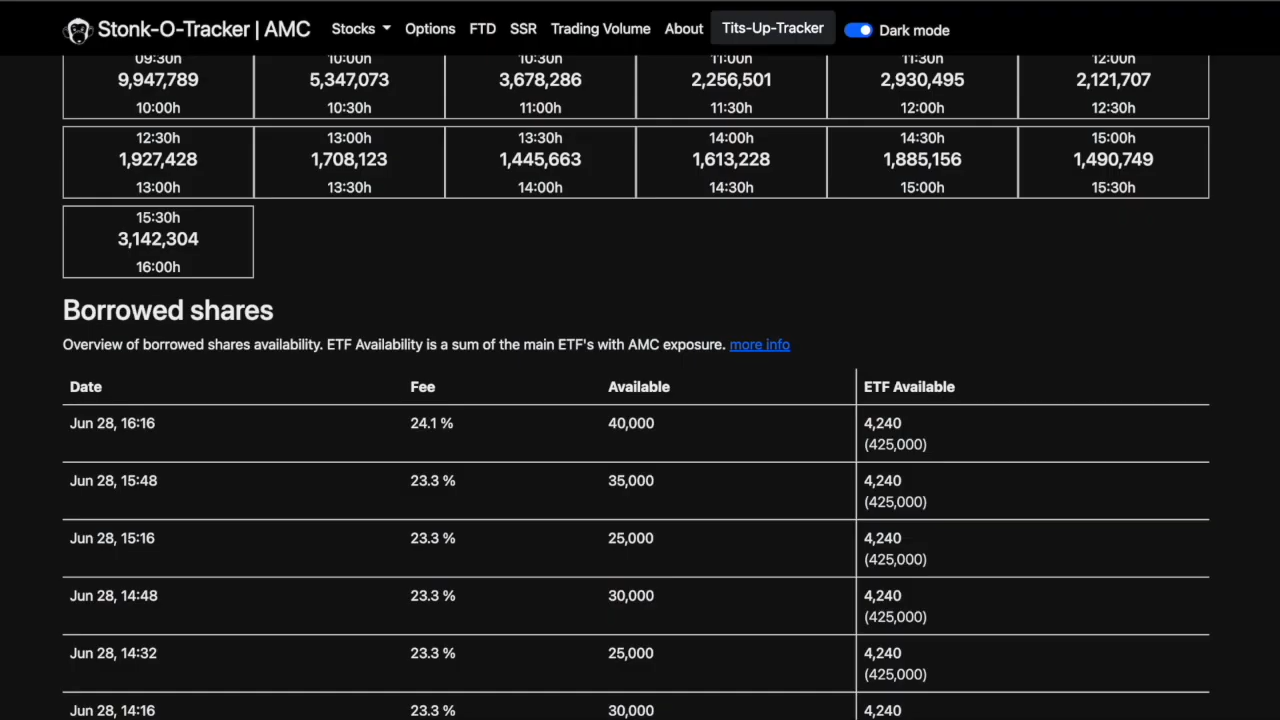 Stonk-O-Tracker | AMC Stocks Options FTD SSR Trading Volume About Tits-Up-Tracker Dark mode
09:30h 10:00h 10:30h 11:00h 11:30h 12:00h
9,947,789 5,347,073 3,678,286 2,256,501 2,930,495 2,121,707
10:00h 10:30h 11:00h 11:30h 12:00h 12:30h
12:30h 13:00h 13:30h 14:00h 14:30h 15:00h
1,927,428 1,708,123 1,445,663 1,613,228 1,885,156 1,490,749
13:00h 13:30h 14:00h 14:30h 15:00h 15:30h
15:30h
3,142,304
16:00h
Borrowed shares
Overview of borrowed shares availability. ETF Availability is a sum of the main ETF's with AMC exposure. more info
Date Fee Available ETF Available
Jun 28, 16:16 24.1 % 40,000 4,240
(425,000)
Jun 28, 15:48 23.3 % 35,000 4,240
(425,000)
Jun 28, 15:16 23.3 % 25,000 4,240
(425,000)
Jun 28, 14:48 23.3 % 30,000 4,240
(425,000)
Jun 28, 14:32 23.3 % 25,000 4,240
(425,000)
Jun 28, 14:16 23.3 % 30,000 4,240